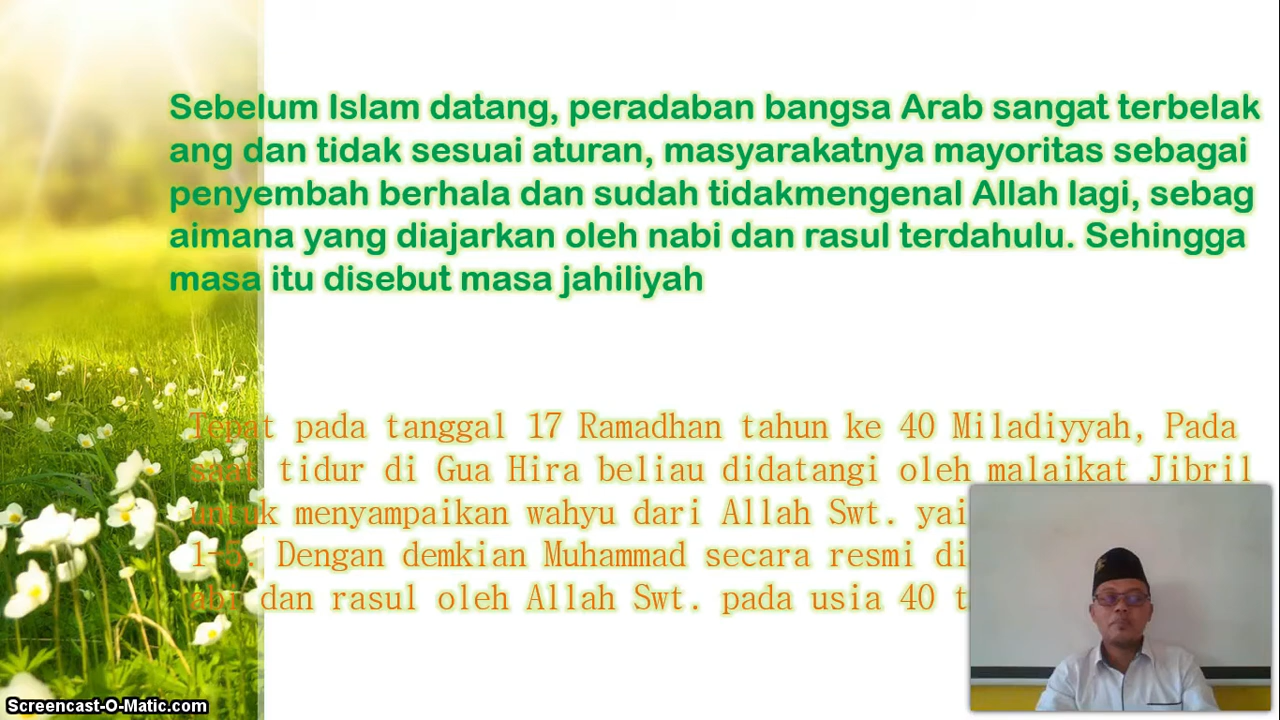 Sebelum Islam datang, peradaban bangsa Arab sangat terbelak
ang dan tidak sesuai aturan, masyarakatnya mayoritas sebagai
penyembah berhala dan sudah tidakmengenal Allah lagi, sebag
aimana yang diajarkan oleh nabi dan rasul terdahulu. Sehingga
masa itu disebut masa jahiliyah
Tepat pada tanggal 17 Ramadhan tahun ke 40 Miladiyyah, Pada
saat tidur di Gua Hira beliau didatangi oleh malaikat Jibril
untuk menyampaikan wahyu dari Allah Swt. yai
1-5. Dengan demkian Muhammad secara resmi di
abi dan rasul oleh Allah Swt. pada usia 40 t
Screencast-O-Matic.com